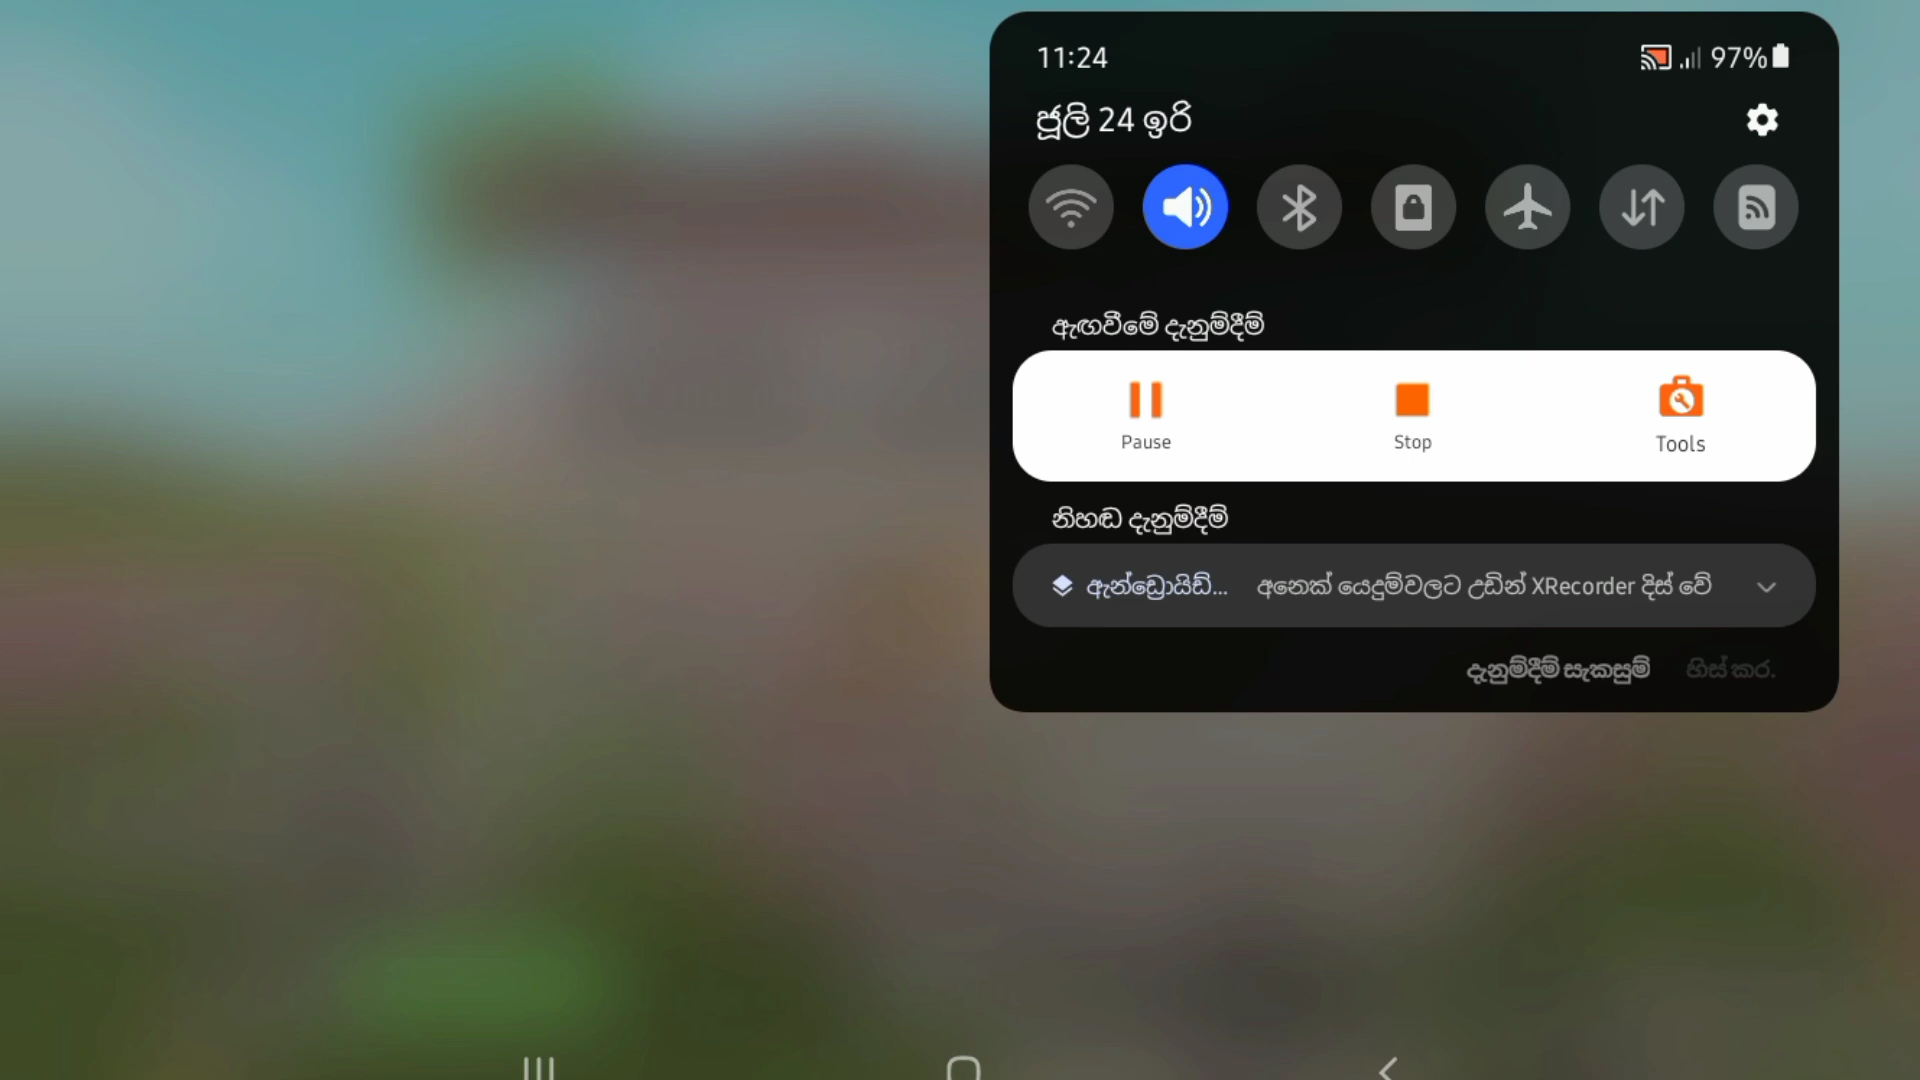 11:24
97%
ජූලි 24 ඉරි
ඇඟවීමේ දැනුම්දීම්
Pause
Stop
Tools
නිහඬ දැනුම්දීම්
ඇන්ඩ්‍රොයිඩ්... අනෙක් යෙදුම්වලට උඩින් XRecorder දිස් වේ
දැනුම්දීම් සැකසුම් හිස් කර.